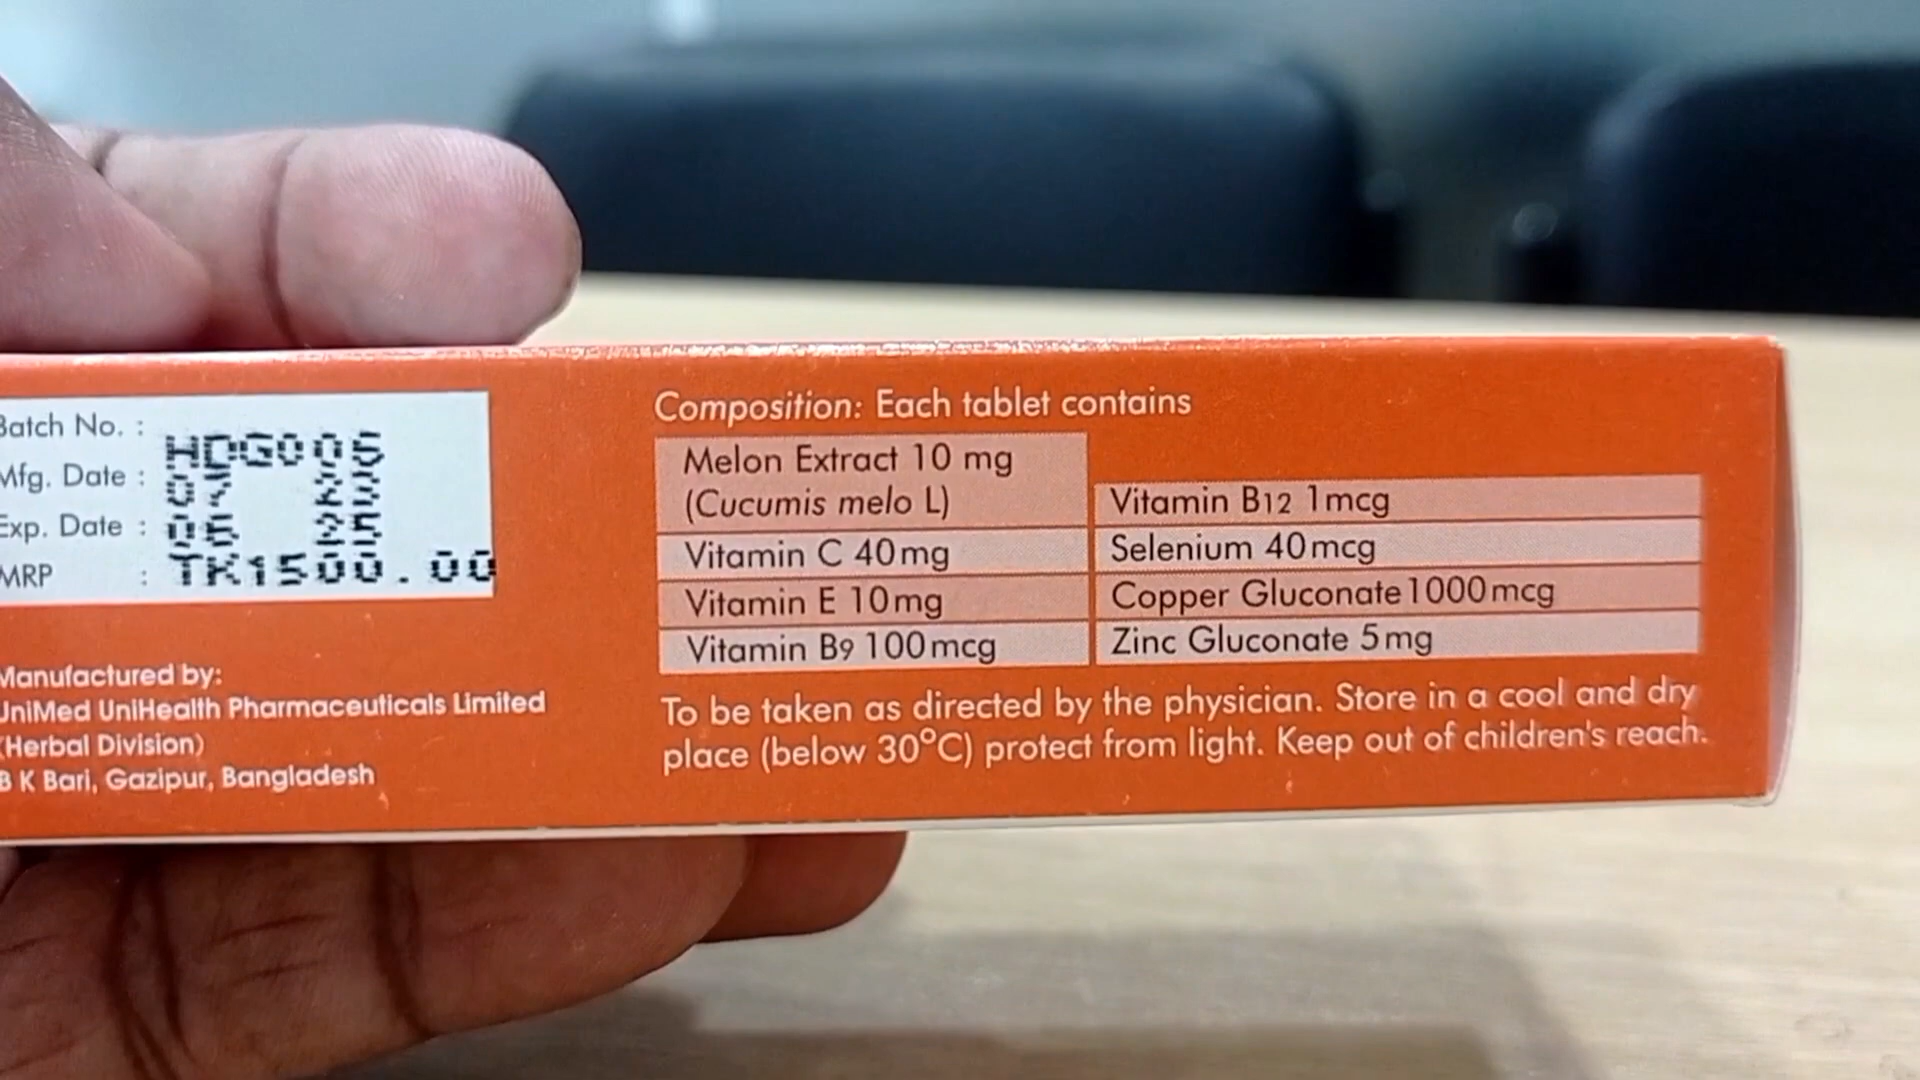 Batch No. :
Mfg. Date :
Exp. Date :
MRP : TK1500.00
Manufactured by:
UniMed UniHealth Pharmaceuticals Limited
(Herbal Division)
B K Bari, Gazipur, Bangladesh
Composition: Each tablet contains
Melon Extract 10 mg
(Cucumis melo L)
Vitamin C 40mg
Vitamin E 10mg
Vitamin B9 100mcg
Vitamin B12 1mcg
Selenium 40mcg
Copper Gluconate 1000mcg
Zinc Gluconate 5mg
To be taken as directed by the physician. Store in a cool and dry
place (below 30°C) protect from light. Keep out of children's reach.